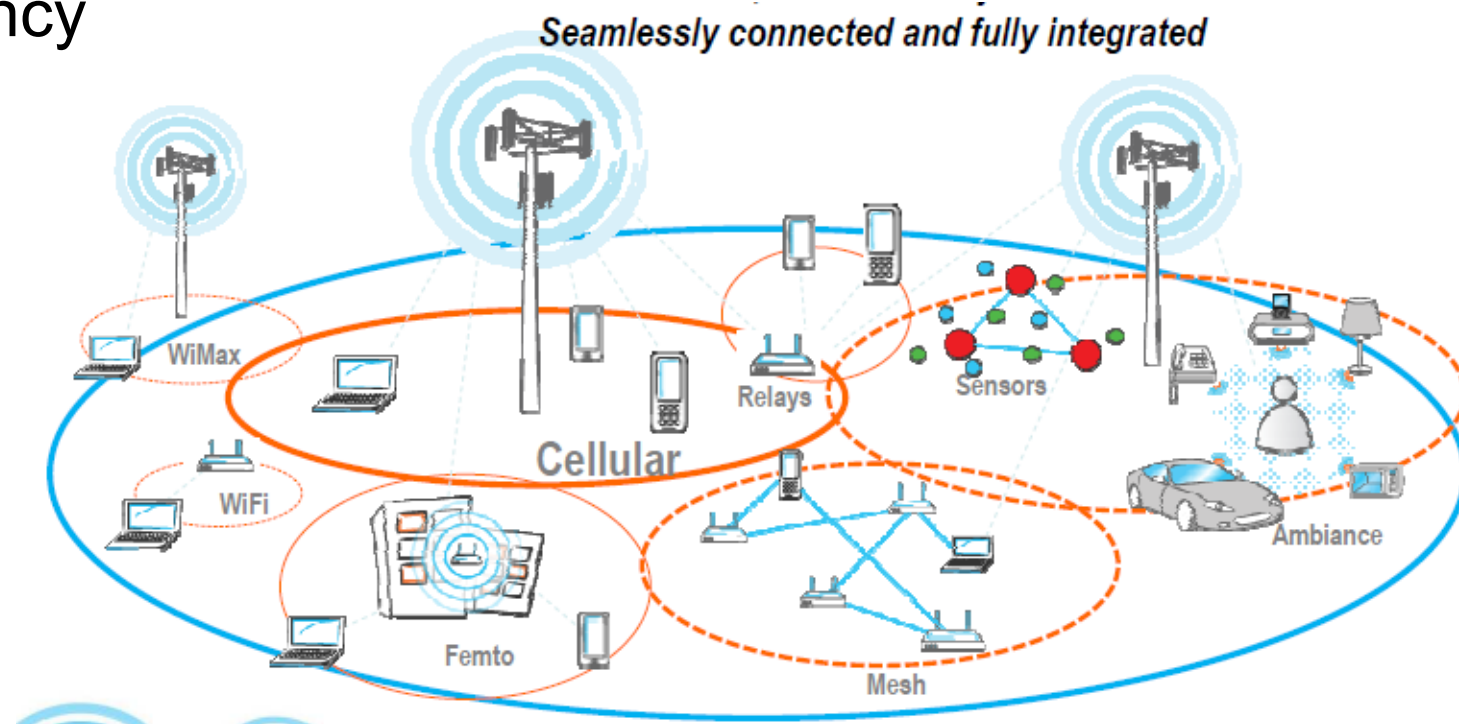 ncy
Seamlessly connected and fully integrated
WiMax
Relays
Sensors
Cellular
WiFi
Ambiance
Femto
Mesh